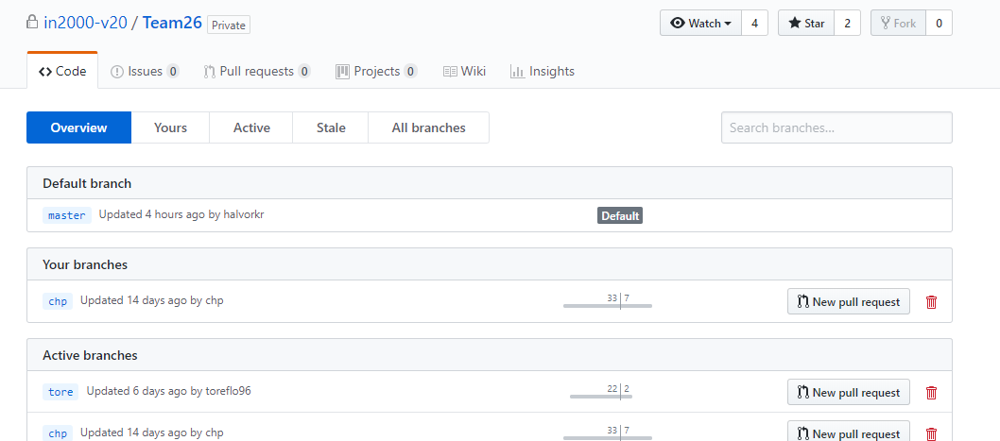 in2000-v20 / Team26 Private Watch 4 Star 2 Fork 0
Code Issues 0 Pull requests 0 Projects 0 Wiki Insights
Overview Yours Active Stale All branches Search branches...
Default branch
master Updated 4 hours ago by halvorkr Default
Your branches
chp Updated 14 days ago by chp 33 7 New pull request
Active branches
tore Updated 6 days ago by toreflo96 22 2 New pull request
chp Updated 14 days ago by chp 33 7 New pull request